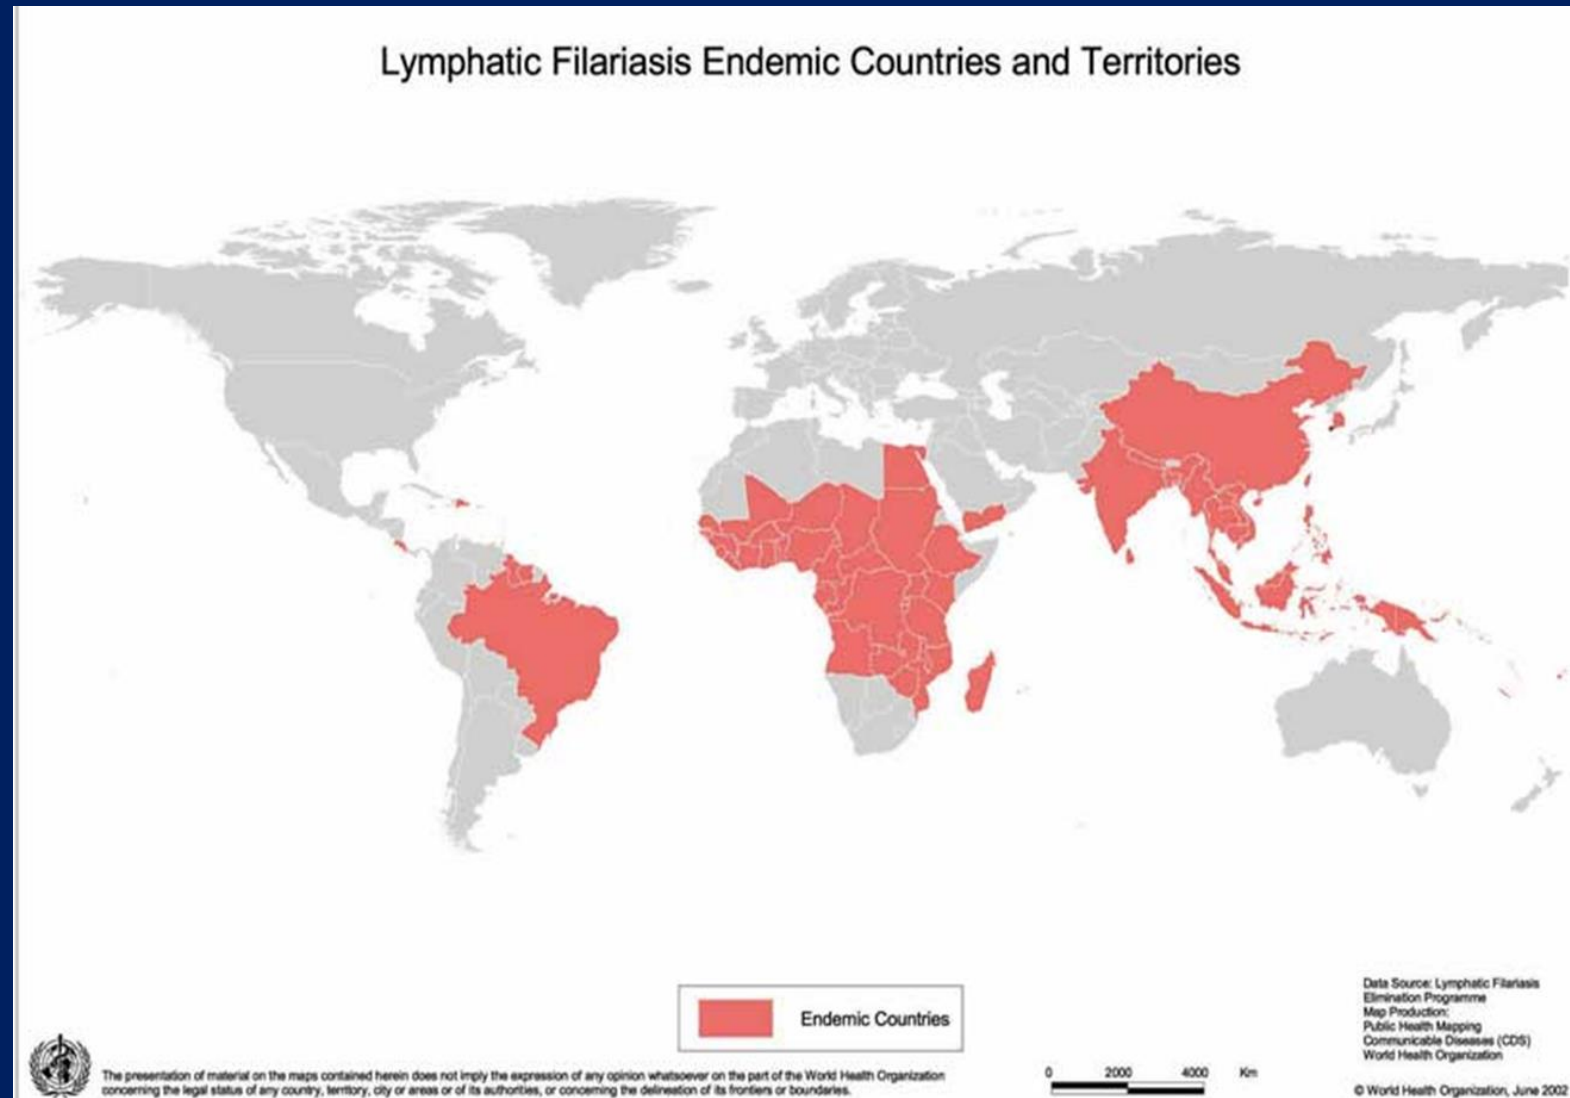 Lymphatic Filariasis Endemic Countries and Territories
Endemic Countries
Data Source: Lymphatic Filariasis
Elimination Programme
Map Production:
Public Health Mapping
Communicable Diseases (CDS)
World Health Organization
The presentation of material on the maps contained herein does not imply the expression of any opinion whatsoever on the part of the World Health Organization
concerning the legal status of any country, territory, city or areas or of its authorities, or concerning the delineation of its frontiers or boundaries.
0 2000 4000 Km
© World Health Organization, June 2002